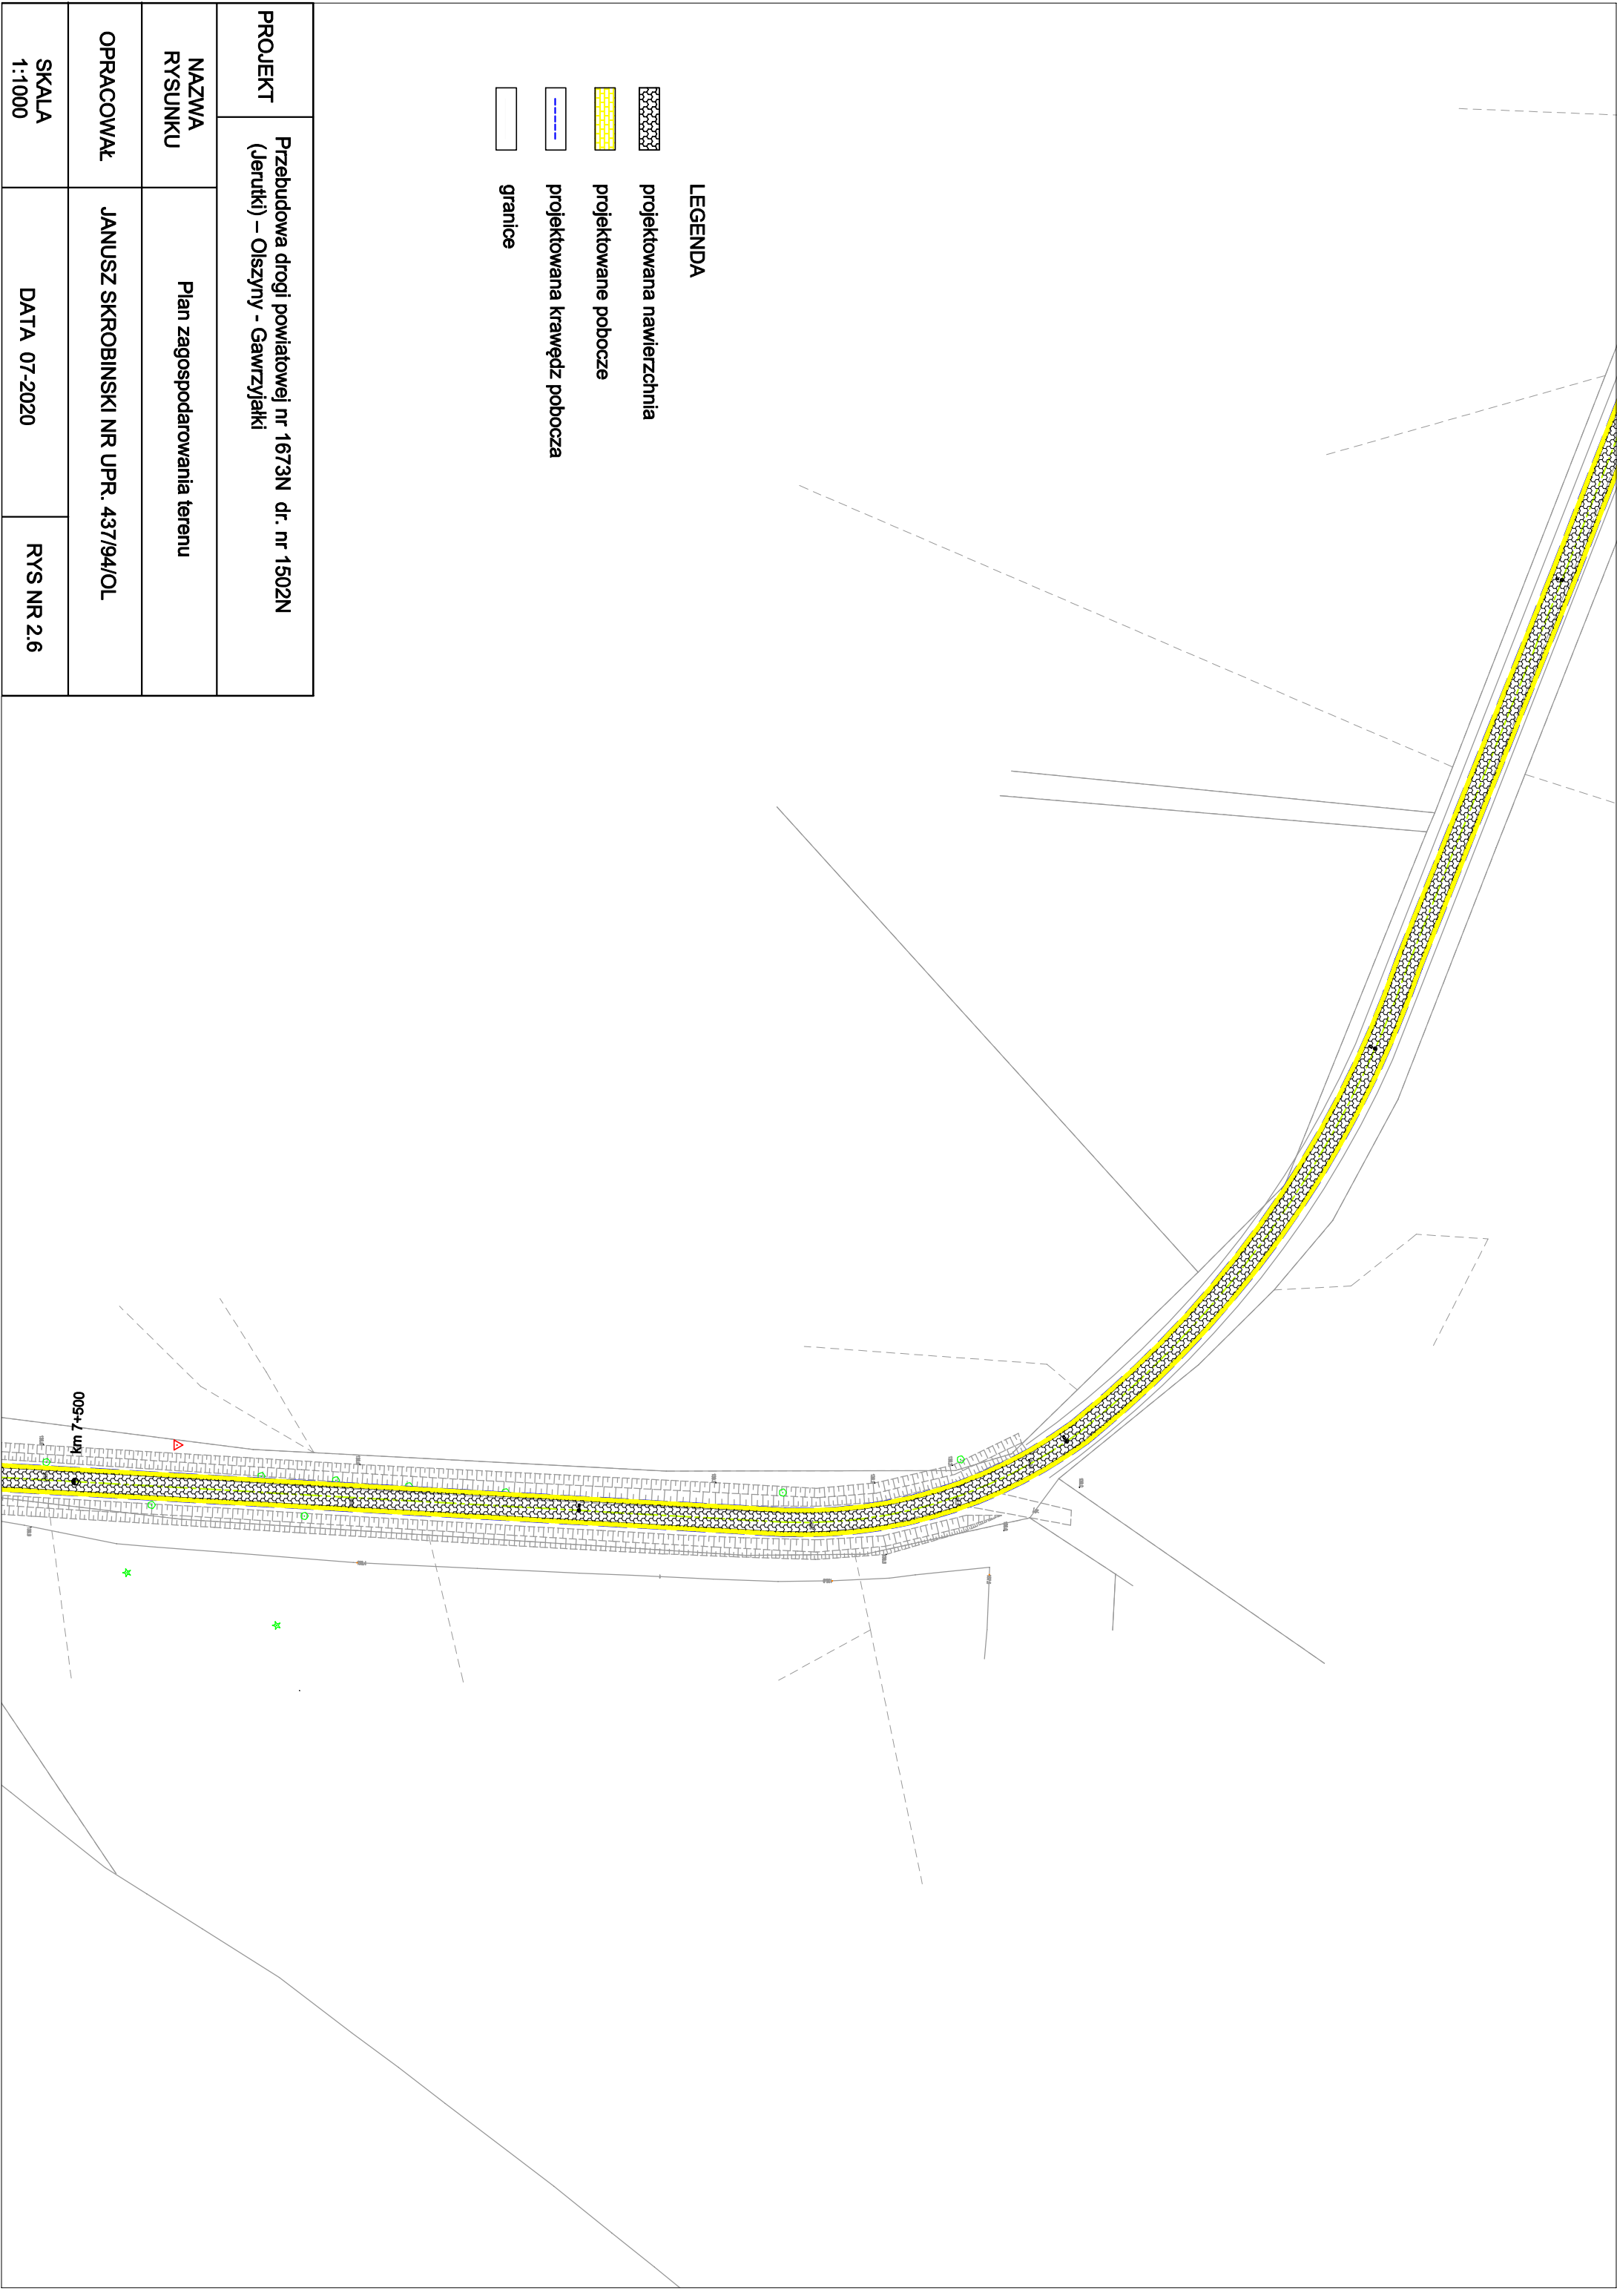 LEGENDA
projektowana nawierzchnia
projektowane pobocze
projektowana krawędz pobocza
granice
km 7+500
PROJEKT
Przebudowa drogi powiatowej nr 1673N dr. nr 1502N
(Jerutki) – Olszyny - Gawrzyjałki
NAZWA
RYSUNKU
Plan zagospodarowania terenu
OPRACOWAŁ
JANUSZ SKROBINSKI NR UPR. 437/94/OL
SKALA
1:1000
DATA 07-2020
RYS NR 2.6